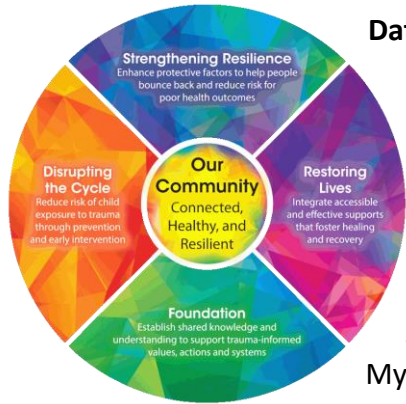 Dat
Strengthening Resilience
Enhance protective factors to help people
bounce back and reduce risk for
poor health outcomes
Disrupting
the Cycle
Reduce risk of child
exposure to trauma
through prevention
and early intervention
Our
Community
Connected,
Healthy, and
Resilient
Restoring
Lives
Integrate accessible
and effective supports
that foster healing
and recovery
Foundation
Establish shared knowledge and
understanding to support trauma-informed
values, actions and systems
My